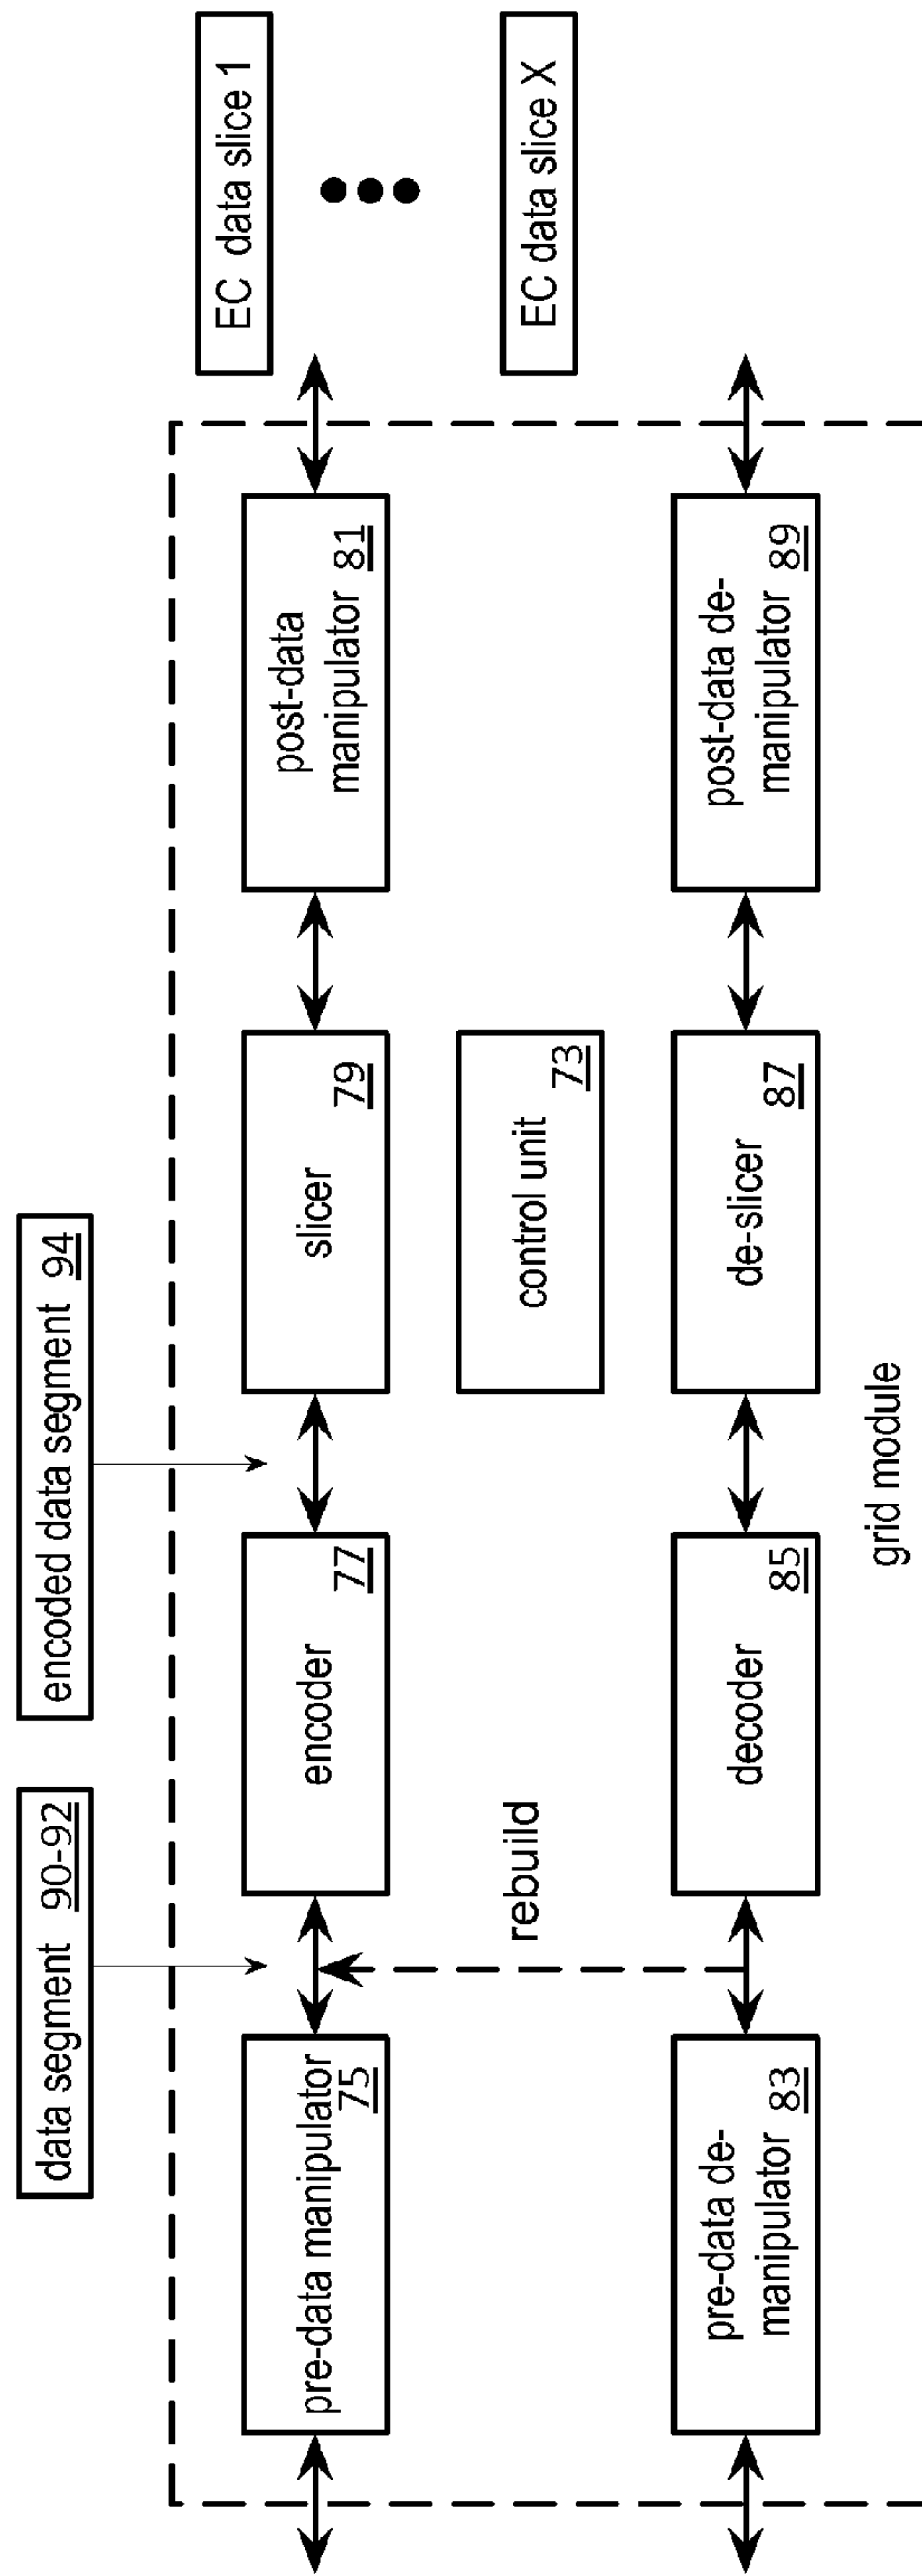 data segment 90-92
encoded data segment 94
pre-data manipulator
75
encoder
77
slicer
79
post-data
manipulator 81
EC data slice 1
EC data slice X
rebuild
control unit
73
pre-data de-
manipulator 83
decoder
85
de-slicer
87
post-data de-
manipulator 89
grid module